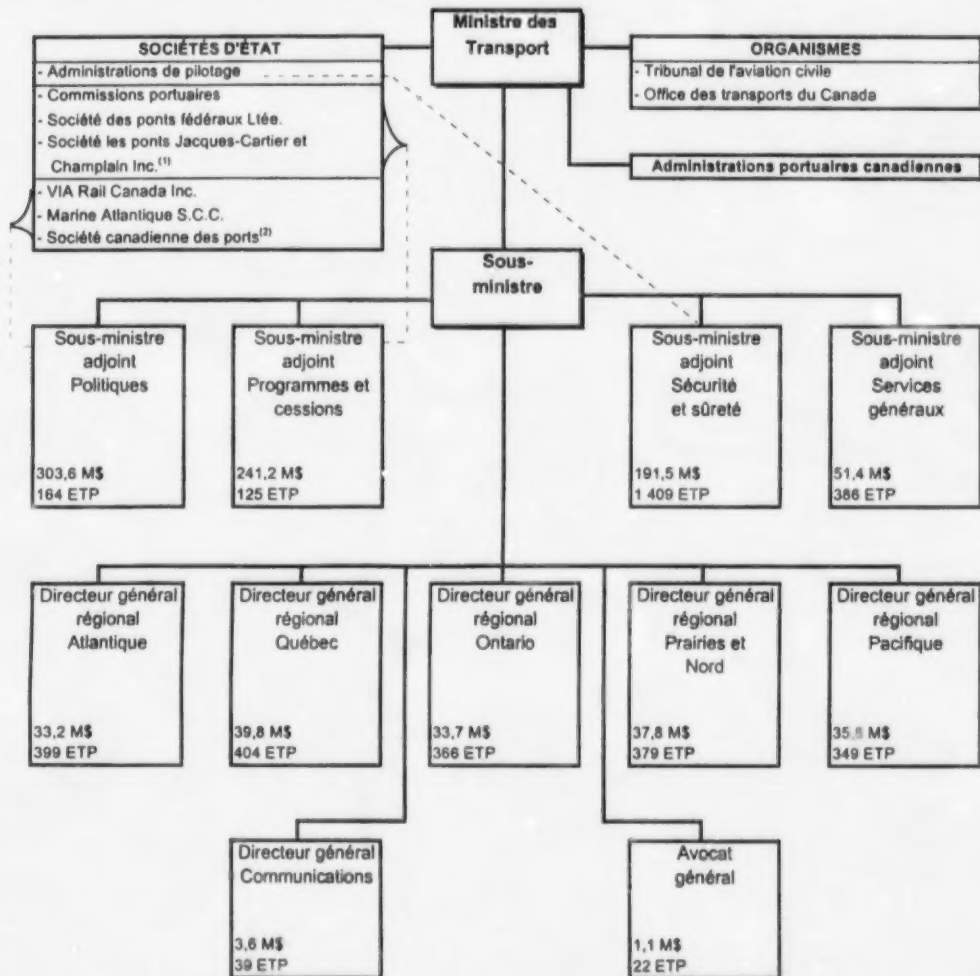 Ministre des
Transport
SOCIÉTÉS D'ÉTAT
- Administrations de pilotage
- Commissions portuaires
- Société des ponts fédéraux Ltée.
- Société les ponts Jacques-Cartier et
Champlain Inc.(1)
- VIA Rail Canada Inc.
- Marine Atlantique S.C.C.
- Société canadienne des ports(2)
ORGANISMES
- Tribunal de l'aviation civile
- Office des transports du Canada
Administrations portuaires canadiennes
Sous-
ministre
Sous-ministre
adjoint
Politiques
303,6 M$
164 ETP
Sous-ministre
adjoint
Programmes et
cessions
241,2 M$
125 ETP
Sous-ministre
adjoint
Sécurité
et sûreté
191,5 M$
1 409 ETP
Sous-ministre
adjoint
Services
généraux
51,4 M$
386 ETP
Directeur général
régional
Atlantique
33,2 M$
399 ETP
Directeur général
régional
Québec
39,8 M$
404 ETP
Directeur général
régional
Ontario
33,7 M$
366 ETP
Directeur général
régional
Prairies et
Nord
37,8 M$
379 ETP
Directeur général
régional
Pacifique
M$
349 ETP
Directeur général
Communications
3,6 M$
39 ETP
Avocat
général
1,1 M$
22 ETP